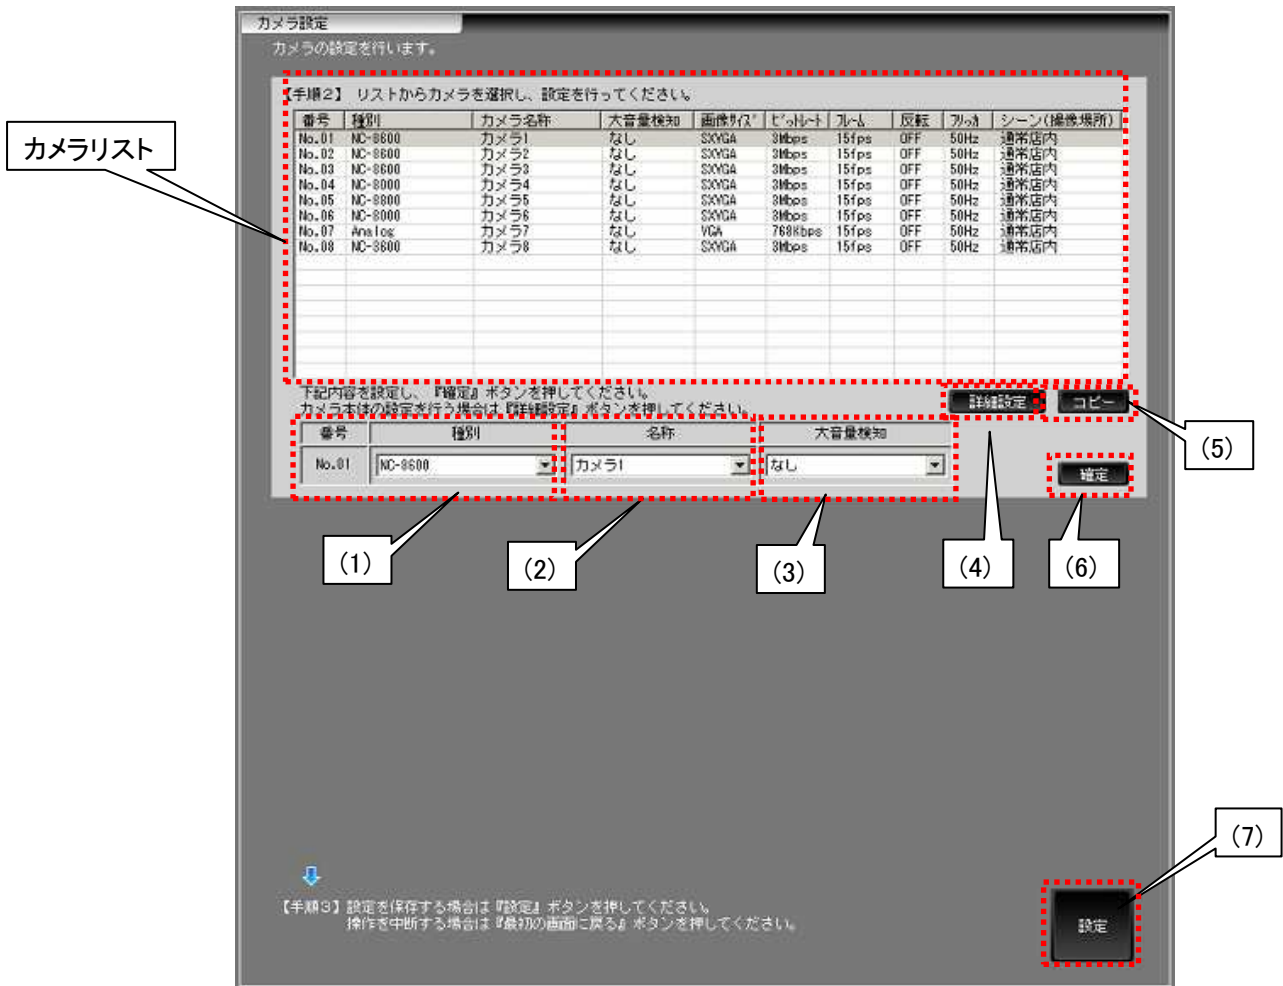 カメラ設定
カメラの設定を行います。
【手順2】 リストからカメラを選択し、設定を行ってください。
カメラリスト
番号 種別 カメラ名称 大音量検知 画像サイズ ビットレート フレーム 反転 フリッカ シーン(撮像場所)
No.01 NC-8600 カメラ1 なし SXVGA 3Mbps 15fps OFF 50Hz 通常店内
No.02 NC-8600 カメラ2 なし SXVGA 3Mbps 15fps OFF 50Hz 通常店内
No.03 NC-8600 カメラ3 なし SXVGA 3Mbps 15fps OFF 50Hz 通常店内
No.04 NC-8000 カメラ4 なし SXVGA 3Mbps 15fps OFF 50Hz 通常店内
No.05 NC-8000 カメラ5 なし SXVGA 3Mbps 15fps OFF 50Hz 通常店内
No.06 NC-8000 カメラ6 なし SXVGA 3Mbps 15fps OFF 50Hz 通常店内
No.07 Analog カメラ7 なし VGA 768Kbps 15fps OFF 50Hz 通常店内
No.08 NC-8600 カメラ8 なし SXVGA 3Mbps 15fps OFF 50Hz 通常店内
下記内容を設定し、『確定』ボタンを押してください。
カメラ本体の設定を行う場合は『詳細設定』ボタンを押してください。
詳細設定 コピー
番号 種別 名称 大音量検知
(5)
No.01 NC-8600 カメラ1 なし
確定
(1) (2) (3) (4) (6)
(7)
【手順3】設定を保存する場合は『設定』ボタンを押してください。
操作を中断する場合は『最初の画面に戻る』ボタンを押してください。
設定